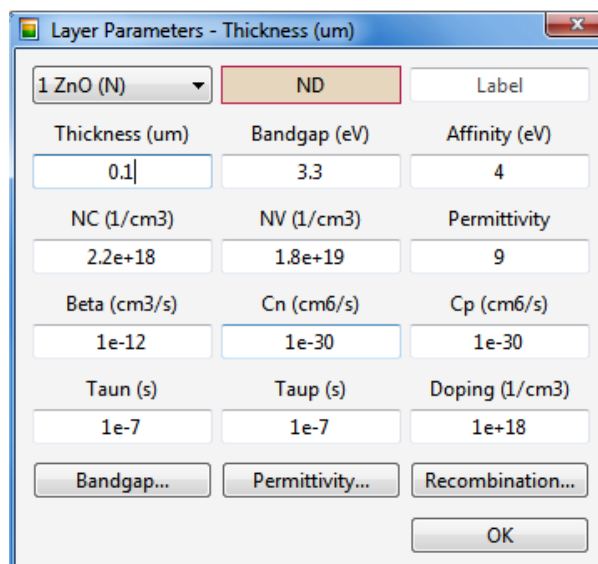 Layer Parameters - Thickness (um)
1 ZnO (N) ND Label
Thickness (um) Bandgap (eV) Affinity (eV)
0.1 3.3 4
NC (1/cm3) NV (1/cm3) Permittivity
2.2e+18 1.8e+19 9
Beta (cm3/s) Cn (cm6/s) Cp (cm6/s)
1e-12 1e-30 1e-30
Taun (s) Taup (s) Doping (1/cm3)
1e-7 1e-7 1e+18
Bandgap... Permittivity... Recombination...
OK